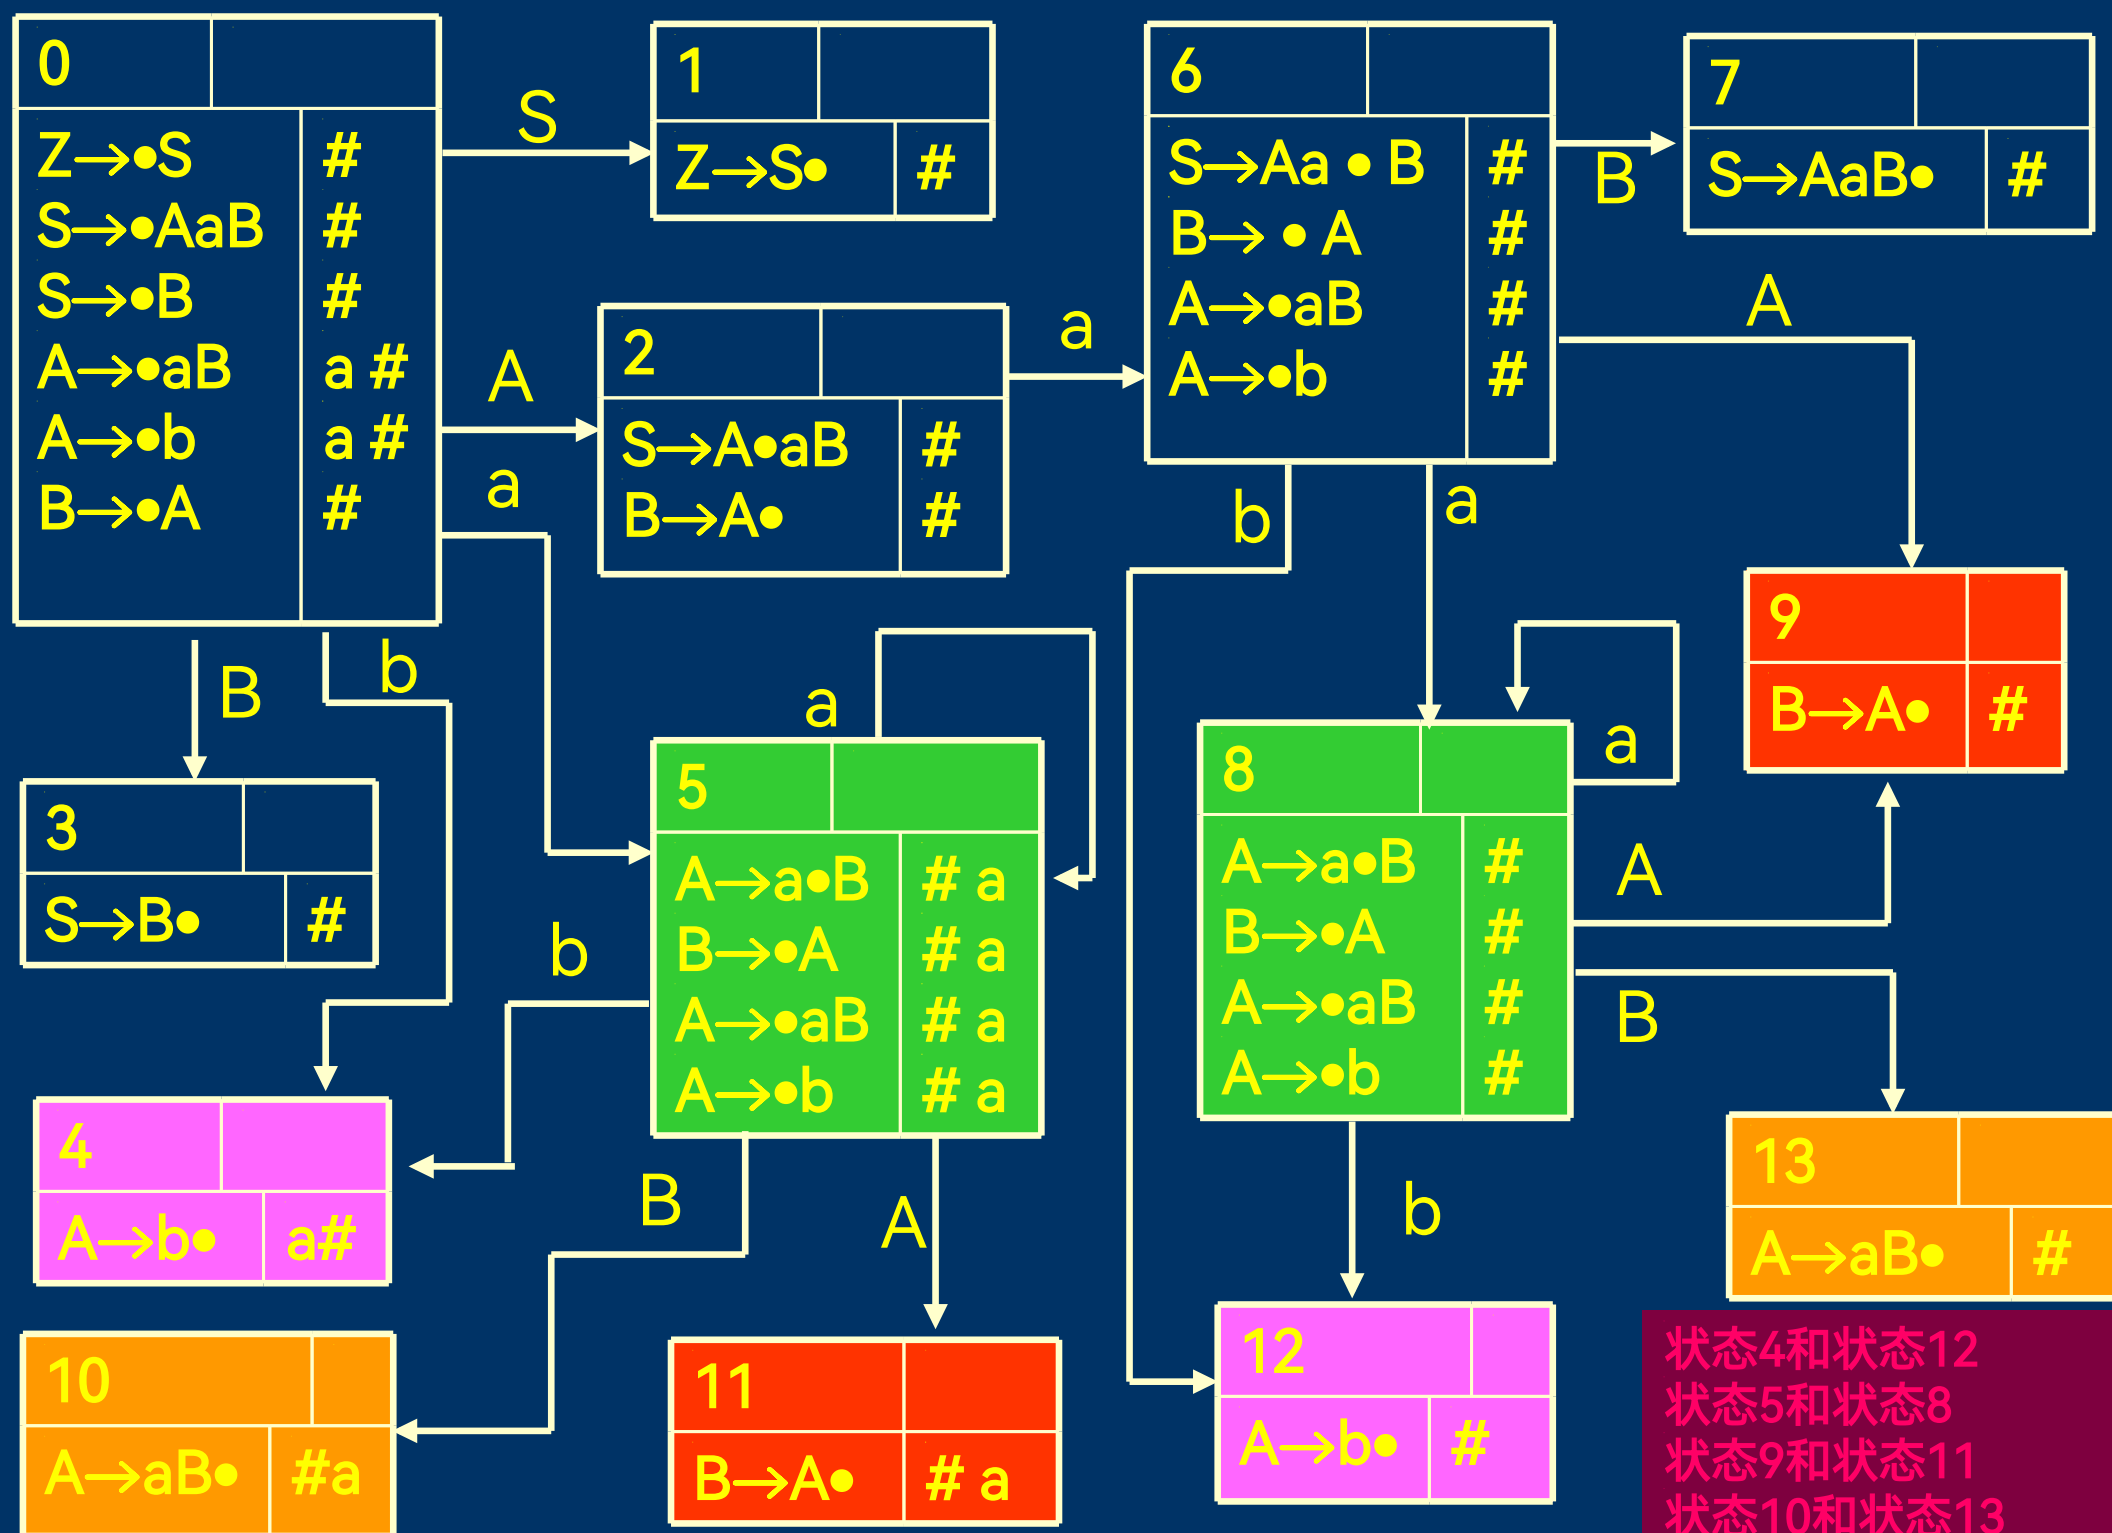 0
Z→•S #
S→•AaB #
S→•B #
A→•aB a #
A→•b a #
B→•A #
S
1
Z→S• #
A
a
2
S→A•aB #
B→A• #
a
6
S→Aa • B #
B→ • A #
A→•aB #
A→•b #
B
7
S→AaB• #
A
b
a
9
B→A• #
B
b
3
S→B• #
a
5
A→a•B # a
B→•A # a
A→•aB # a
A→•b # a
b
8
A→a•B #
B→•A #
A→•aB #
A→•b #
a
A
B
4
A→b• a#
B
A
b
13
A→aB• #
10
A→aB• #a
11
B→A• # a
12
A→b• #
状态4和状态12
状态5和状态8
状态9和状态11
状态10和状态13